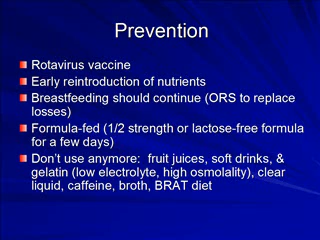 Prevention
Rotavirus vaccine
Early reintroduction of nutrients
Breastfeeding should continue (ORS to replace
losses)
Formula-fed (1/2 strength or lactose-free formula
for a few days)
Don't use anymore:  fruit juices, soft drinks, &
gelatin (low electrolyte, high osmolality), clear
liquid, caffeine, broth, BRAT diet